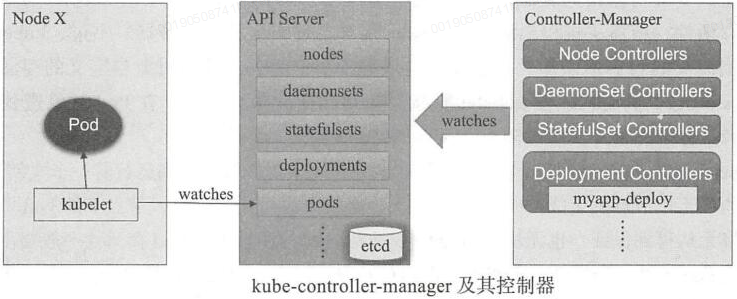 Node X
Pod
kubelet
watches
API Server
nodes
daemonsets
statefulsets
deployments
pods
etcd
watches
Controller-Manager
Node Controllers
DaemonSet Controllers
StatefulSet Controllers
Deployment Controllers
myapp-deploy
kube-controller-manager 及其控制器